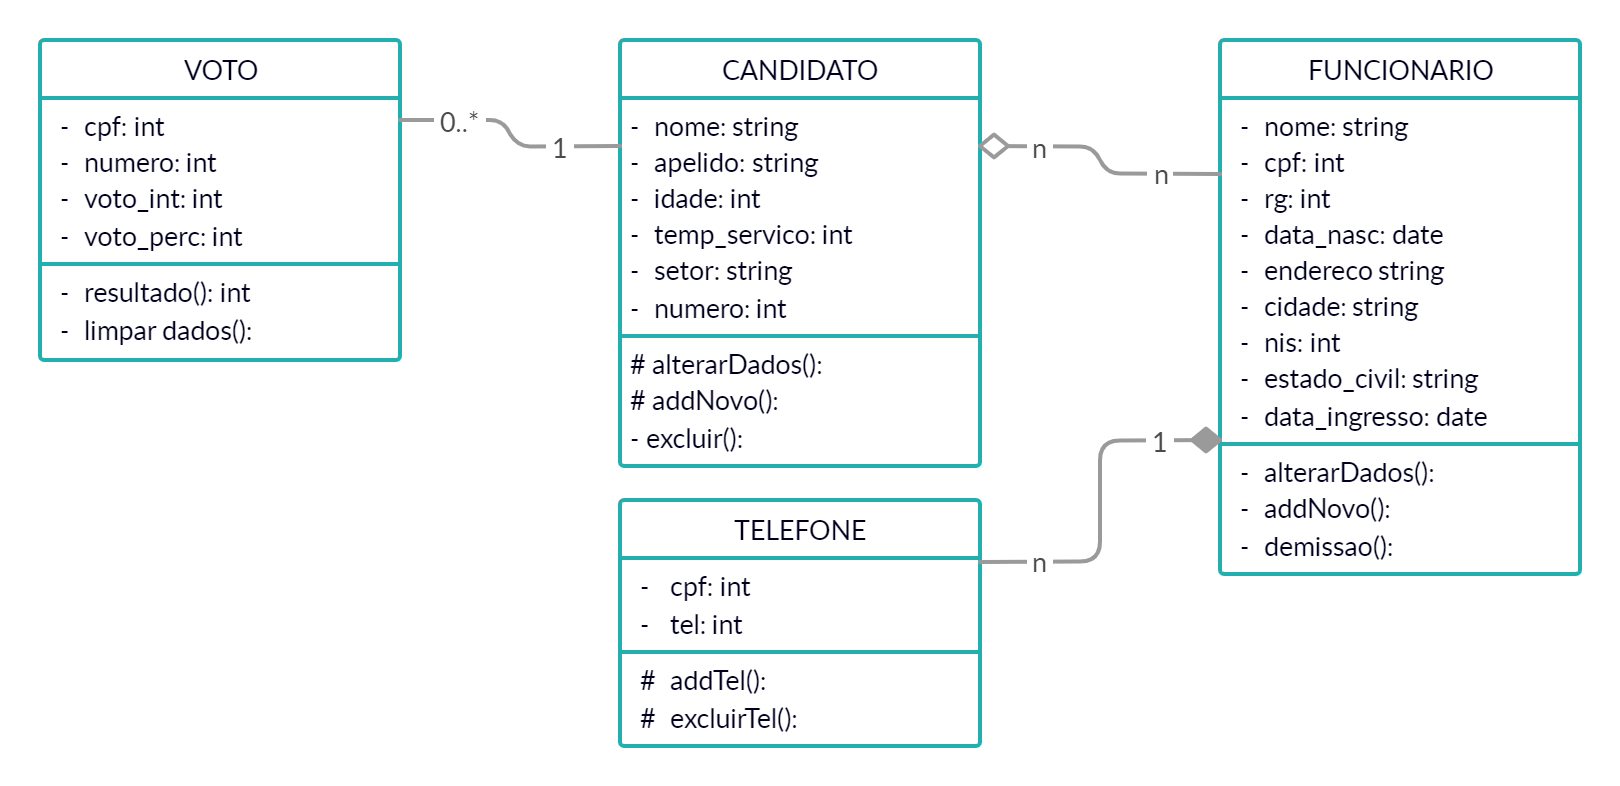 VOTO
- cpf: int
- numero: int
- voto_int: int
- voto_perc: int
- resultado(): int
- limpar dados():
0..*
1
CANDIDATO
- nome: string
- apelido: string
- idade: int
- temp_servico: int
- setor: string
- numero: int
# alterarDados():
# addNovo():
- excluir():
n
n
FUNCIONARIO
- nome: string
- cpf: int
- rg: int
- data_nasc: date
- endereco string
- cidade: string
- nis: int
- estado_civil: string
- data_ingresso: date
- alterarDados():
- addNovo():
- demissao():
1
n
TELEFONE
- cpf: int
- tel: int
# addTel():
# excluirTel():